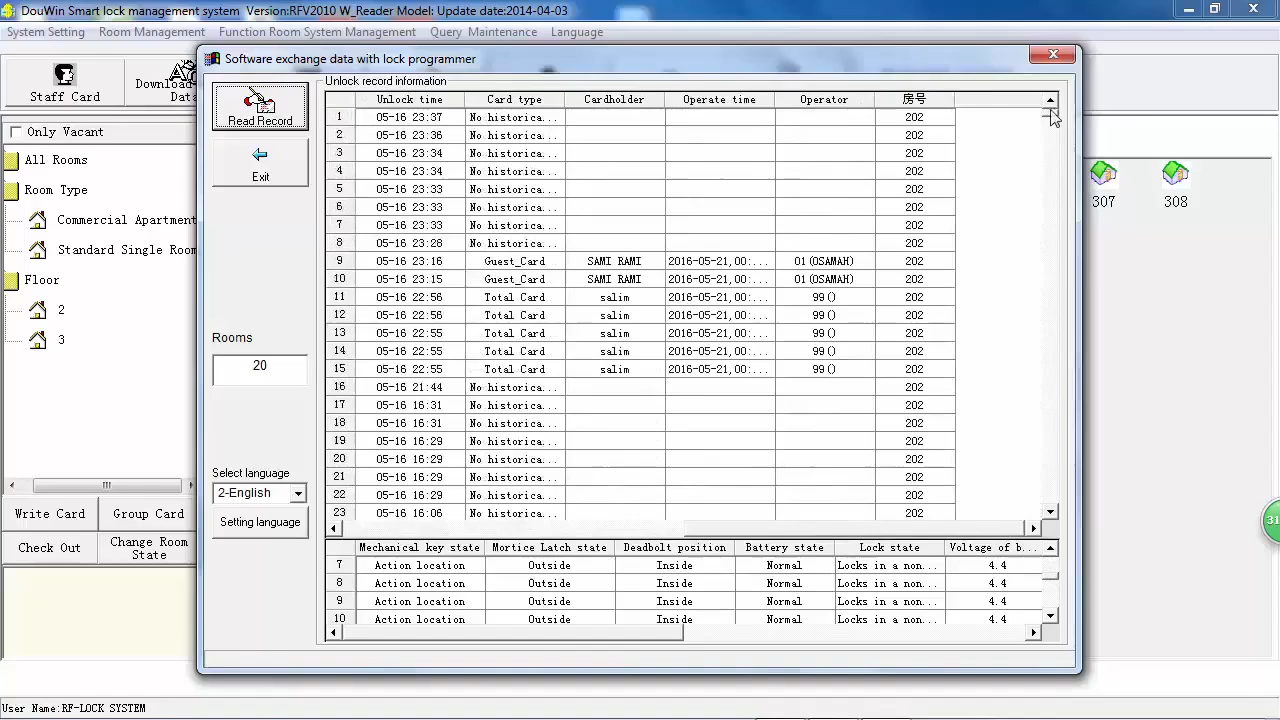 DouWin Smart lock management system Version:RFV2010 W_Reader Model: Update date:2014-04-03
System Setting Room Management Function Room System Management Query Maintenance Language
Software exchange data with lock programmer
Staff Card
Download
Data
Only Vacant
All Rooms
Room Type
Commercial Apartment
Standard Single Room
Floor
2
3
Write Card Group Card
Check Out Change Room
State
Read Record
Exit
Rooms
20
Select language
2-English
Setting language
Unlock record information
Unlock time Card type Cardholder Operate time Operator 房号
1 05-16 23:37 No historica... 202
2 05-16 23:36 No historica... 202
3 05-16 23:34 No historica... 202
4 05-16 23:34 No historica... 202
5 05-16 23:33 No historica... 202
6 05-16 23:33 No historica... 202
7 05-16 23:33 No historica... 202
8 05-16 23:28 No historica... 202
9 05-16 23:16 Guest_Card SAMI RAMI 2016-05-21,00:... 01(OSAMAH) 202
10 05-16 23:15 Guest_Card SAMI RAMI 2016-05-21,00:... 01(OSAMAH) 202
11 05-16 22:56 Total Card salim 2016-05-21,00:... 99() 202
12 05-16 22:56 Total Card salim 2016-05-21,00:... 99() 202
13 05-16 22:55 Total Card salim 2016-05-21,00:... 99() 202
14 05-16 22:55 Total Card salim 2016-05-21,00:... 99() 202
15 05-16 22:55 Total Card salim 2016-05-21,00:... 99() 202
16 05-16 21:44 No historica... 202
17 05-16 16:31 No historica... 202
18 05-16 16:31 No historica... 202
19 05-16 16:29 No historica... 202
20 05-16 16:29 No historica... 202
21 05-16 16:29 No historica... 202
22 05-16 16:29 No historica... 202
23 05-16 16:06 No historica... 202
Mechanical key state Mortice Latch state Deadbolt position Battery state Lock state Voltage of b...
7 Action location Outside Inside Normal Locks in a non... 4.4
8 Action location Outside Inside Normal Locks in a non... 4.4
9 Action location Outside Inside Normal Locks in a non... 4.4
10 Action location Outside Inside Normal Locks in a non... 4.4
307 308
31
User Name:RF-LOCK SYSTEM